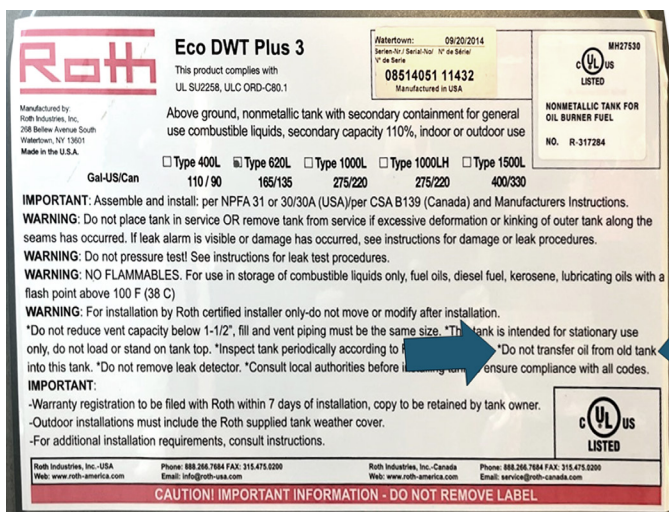 Roth
Manufactured by:
Roth Industries, Inc,
268 Bellew Avenue South
Watertown, NY 13601
Made in the U.S.A.
Eco DWT Plus 3
This product complies with
UL SU2258, ULC ORD-C80.1
Watertown: 09/20/2014
Serien-Nr./ Serial-No/ N° de Série/
V° de Serie
08514051 11432
Manufactured in USA
MH27530
c UL US
LISTED
NONMETALLIC TANK FOR
OIL BURNER FUEL
NO. R-317284
Above ground, nonmetallic tank with secondary containment for general
use combustible liquids, secondary capacity 110%, indoor or outdoor use
Type 400L Type 620L Type 1000L Type 1000LH Type 1500L
Gal-US/Can 110 / 90 165/135 275/220 275/220 400/330
IMPORTANT: Assemble and install: per NPFA 31 or 30/30A (USA)/per CSA B139 (Canada) and Manufacturers Instructions.
WARNING: Do not place tank in service OR remove tank from service if excessive deformation or kinking of outer tank along the
seams has occurred. If leak alarm is visible or damage has occurred, see instructions for damage or leak procedures.
WARNING: Do not pressure test! See instructions for leak test procedures.
WARNING: NO FLAMMABLES. For use in storage of combustible liquids only, fuel oils, diesel fuel, kerosene, lubricating oils with a
flash point above 100 F (38 C)
WARNING: For installation by Roth certified installer only-do not move or modify after installation.
*Do not reduce vent capacity below 1-1/2", fill and vent piping must be the same size. tank is intended for stationary use
only, do not load or stand on tank top. *Inspect tank periodically according to *Do not transfer oil from old tank
into this tank. *Do not remove leak detector. *Consult local authorities before ensure compliance with all codes.
IMPORTANT:
-Warranty registration to be filed with Roth within 7 days of installation, copy to be retained by tank owner.
-Outdoor installations must include the Roth supplied tank weather cover.
-For additional installation requirements, consult instructions.
c UL US
LISTED
Roth Industries, Inc.-USA Phone: 888.266.7684 FAX: 315.475.0200 Roth Industries, Inc.-Canada Phone: 888.266.7684 FAX: 315.475.0200
Web: www.roth-america.com Email: info@roth-usa.com Web: www.roth-america.com Email: service@roth-canada.com
CAUTION! IMPORTANT INFORMATION - DO NOT REMOVE LABEL